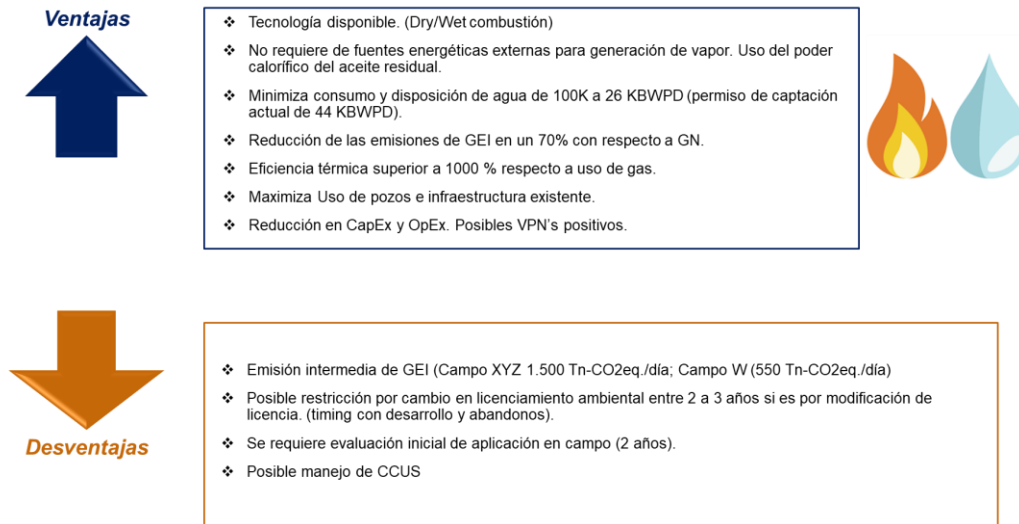 Ventajas
❖ Tecnología disponible. (Dry/Wet combustión)
❖ No requiere de fuentes energéticas externas para generación de vapor. Uso del poder
calorífico del aceite residual.
❖ Minimiza consumo y disposición de agua de 100K a 26 KBWPD (permiso de captación
actual de 44 KBWPD).
❖ Reducción de las emisiones de GEI en un 70% con respecto a GN.
❖ Eficiencia térmica superior a 1000 % respecto a uso de gas.
❖ Maximiza Uso de pozos e infraestructura existente.
❖ Reducción en CapEx y OpEx. Posibles VPN’s positivos.
Desventajas
❖ Emisión intermedia de GEI (Campo XYZ 1.500 Tn-CO2eq./día; Campo W (550 Tn-CO2eq./día)
❖ Posible restricción por cambio en licenciamiento ambiental entre 2 a 3 años si es por modificación de
licencia. (timing con desarrollo y abandonos).
❖ Se requiere evaluación inicial de aplicación en campo (2 años).
❖ Posible manejo de CCUS